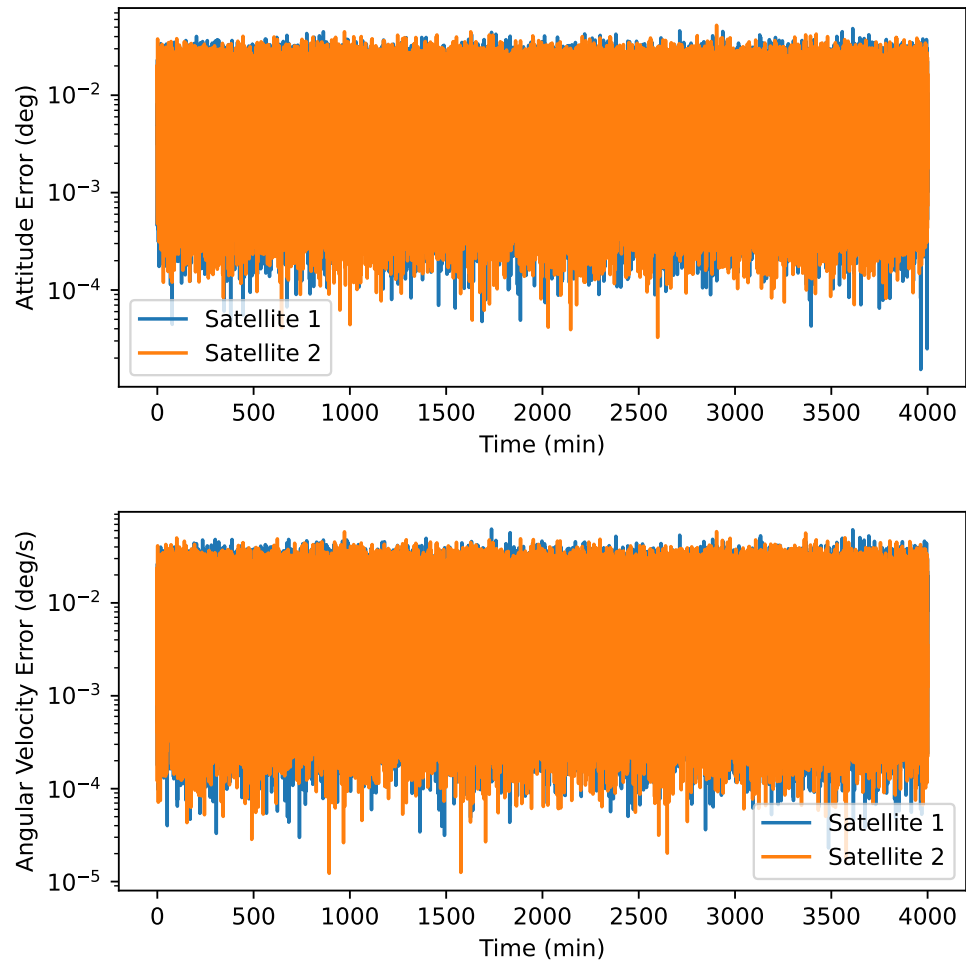 Attitude Error (deg)
10⁻²
10⁻³
10⁻⁴
Satellite 1
Satellite 2
0 500 1000 1500 2000 2500 3000 3500 4000
Time (min)
Angular Velocity Error (deg/s)
10⁻²
10⁻³
10⁻⁴
10⁻⁵
Satellite 1
Satellite 2
0 500 1000 1500 2000 2500 3000 3500 4000
Time (min)